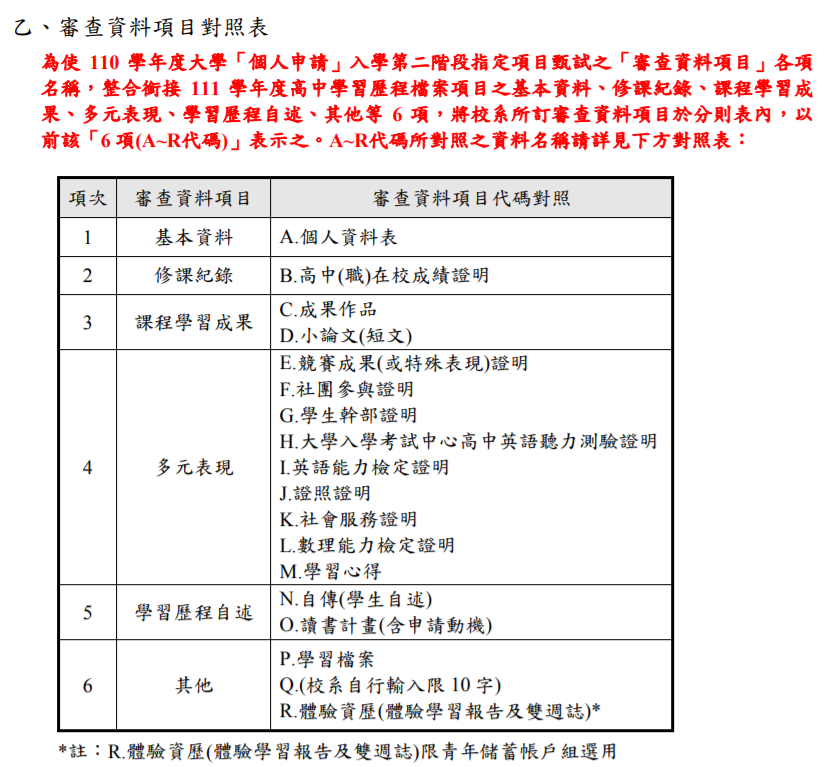 乙、審查資料項目對照表
為使 110 學年度大學「個人申請」入學第二階段指定項目甄試之「審查資料項目」各項
名稱，整合銜接 111 學年度高中學習歷程檔案項目之基本資料、修課紀錄、課程學習成
果、多元表現、學習歷程自述、其他等 6 項，將校系所訂審查資料項目於分則表內，以
前該「6 項(A~R代碼)」表示之。A~R代碼所對照之資料名稱請詳見下方對照表：
項次 審查資料項目 審查資料項目代碼對照
1 基本資料 A.個人資料表
2 修課紀錄 B.高中(職)在校成績證明
3 課程學習成果 C.成果作品
D.小論文(短文)
4 多元表現 E.競賽成果(或特殊表現)證明
F.社團參與證明
G.學生幹部證明
H.大學入學考試中心高中英語聽力測驗證明
I.英語能力檢定證明
J.證照證明
K.社會服務證明
L.數理能力檢定證明
M.學習心得
5 學習歷程自述 N.自傳(學生自述)
O.讀書計畫(含申請動機)
6 其他 P.學習檔案
Q.(校系自行輸入限 10 字)
R.體驗資歷(體驗學習報告及雙週誌)*
*註：R.體驗資歷(體驗學習報告及雙週誌)限青年儲蓄帳戶組選用